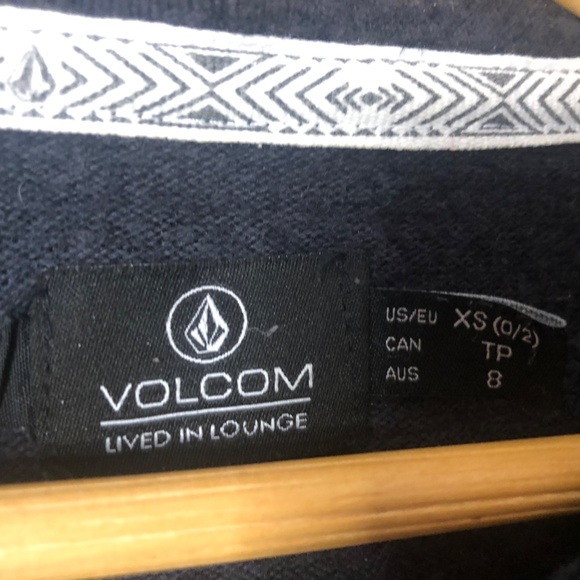 VOLCOM
LIVED IN LOUNGE
US/EU XS (0/2)
CAN TP
AUS 8